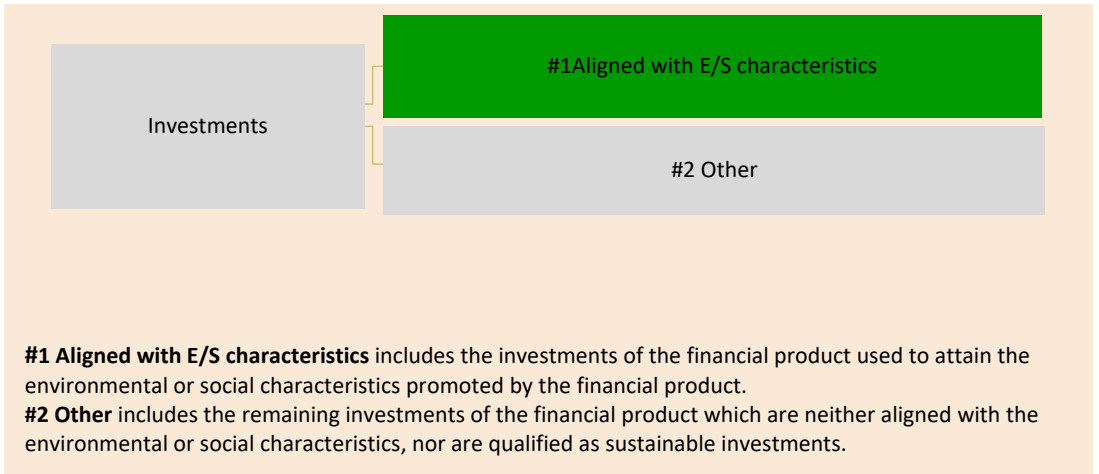 #1Aligned with E/S characteristics
Investments
#2 Other
#1 Aligned with E/S characteristics includes the investments of the financial product used to attain the
environmental or social characteristics promoted by the financial product.
#2 Other includes the remaining investments of the financial product which are neither aligned with the
environmental or social characteristics, nor are qualified as sustainable investments.